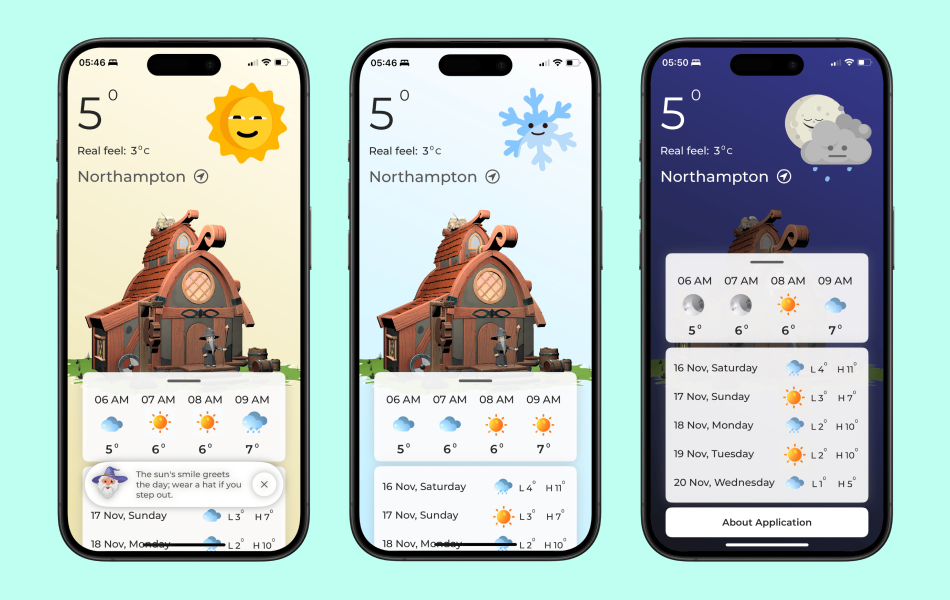 05:46
5°
Real feel: 3°C
Northampton
06 AM 07 AM 08 AM 09 AM
5° 6° 6° 7°
The sun's smile greets
the day; wear a hat if you
step out.
17 Nov, Sunday L 3° H 7°
18 Nov, Monday L 2° H 10°
05:46
5°
Real feel: 3°C
Northampton
06 AM 07 AM 08 AM 09 AM
5° 6° 6° 7°
16 Nov, Saturday L 4° H 11°
17 Nov, Sunday L 3° H 7°
18 Nov, Monday L 2° H 10°
05:50
5°
Real feel: 3°C
Northampton
06 AM 07 AM 08 AM 09 AM
5° 6° 6° 7°
16 Nov, Saturday L 4° H 11°
17 Nov, Sunday L 3° H 7°
18 Nov, Monday L 2° H 10°
19 Nov, Tuesday L 2° H 10°
20 Nov, Wednesday L 1° H 5°
About Application